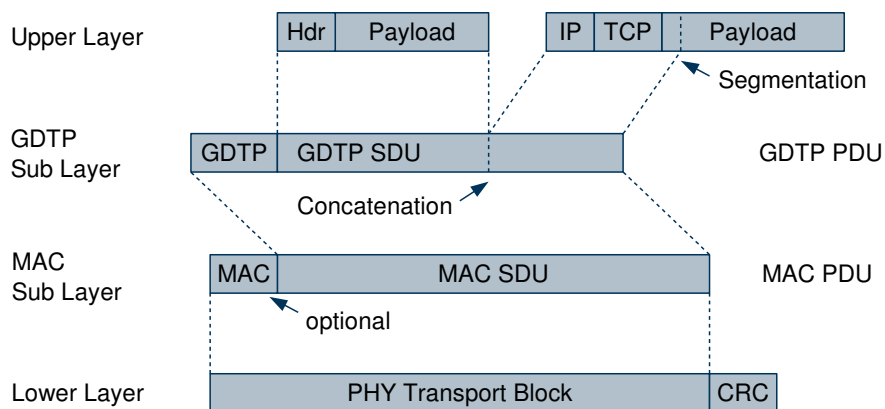 Upper Layer
Hdr
Payload
IP
TCP
Payload
Segmentation
GDTP
Sub Layer
GDTP
GDTP SDU
GDTP PDU
Concatenation
MAC
Sub Layer
MAC
MAC SDU
MAC PDU
optional
Lower Layer
PHY Transport Block
CRC